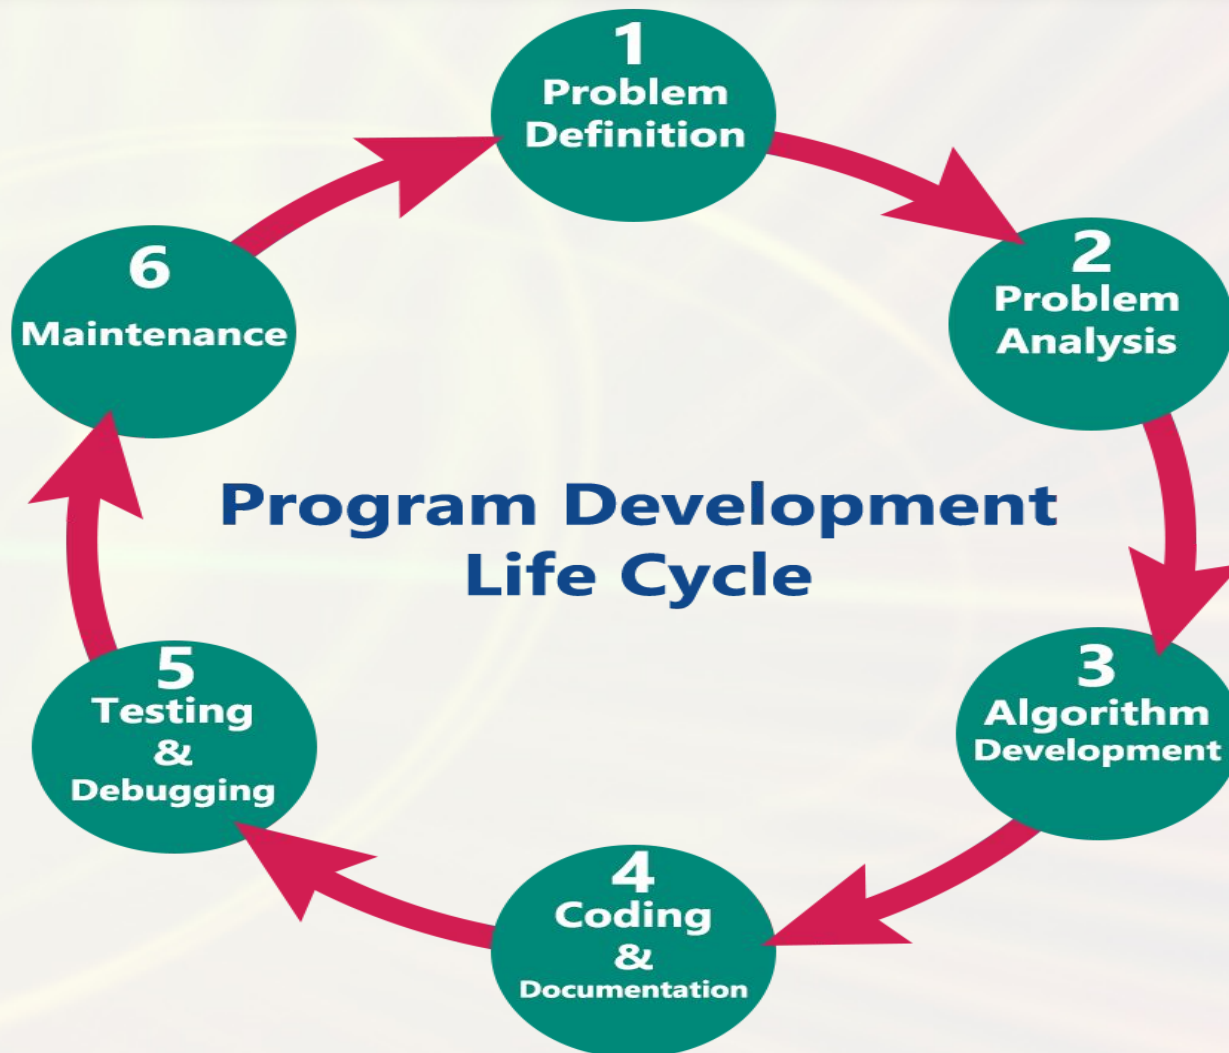 1
Problem
Definition
2
Problem
Analysis
3
Algorithm
Development
4
Coding
&
Documentation
5
Testing
&
Debugging
6
Maintenance
Program Development
Life Cycle